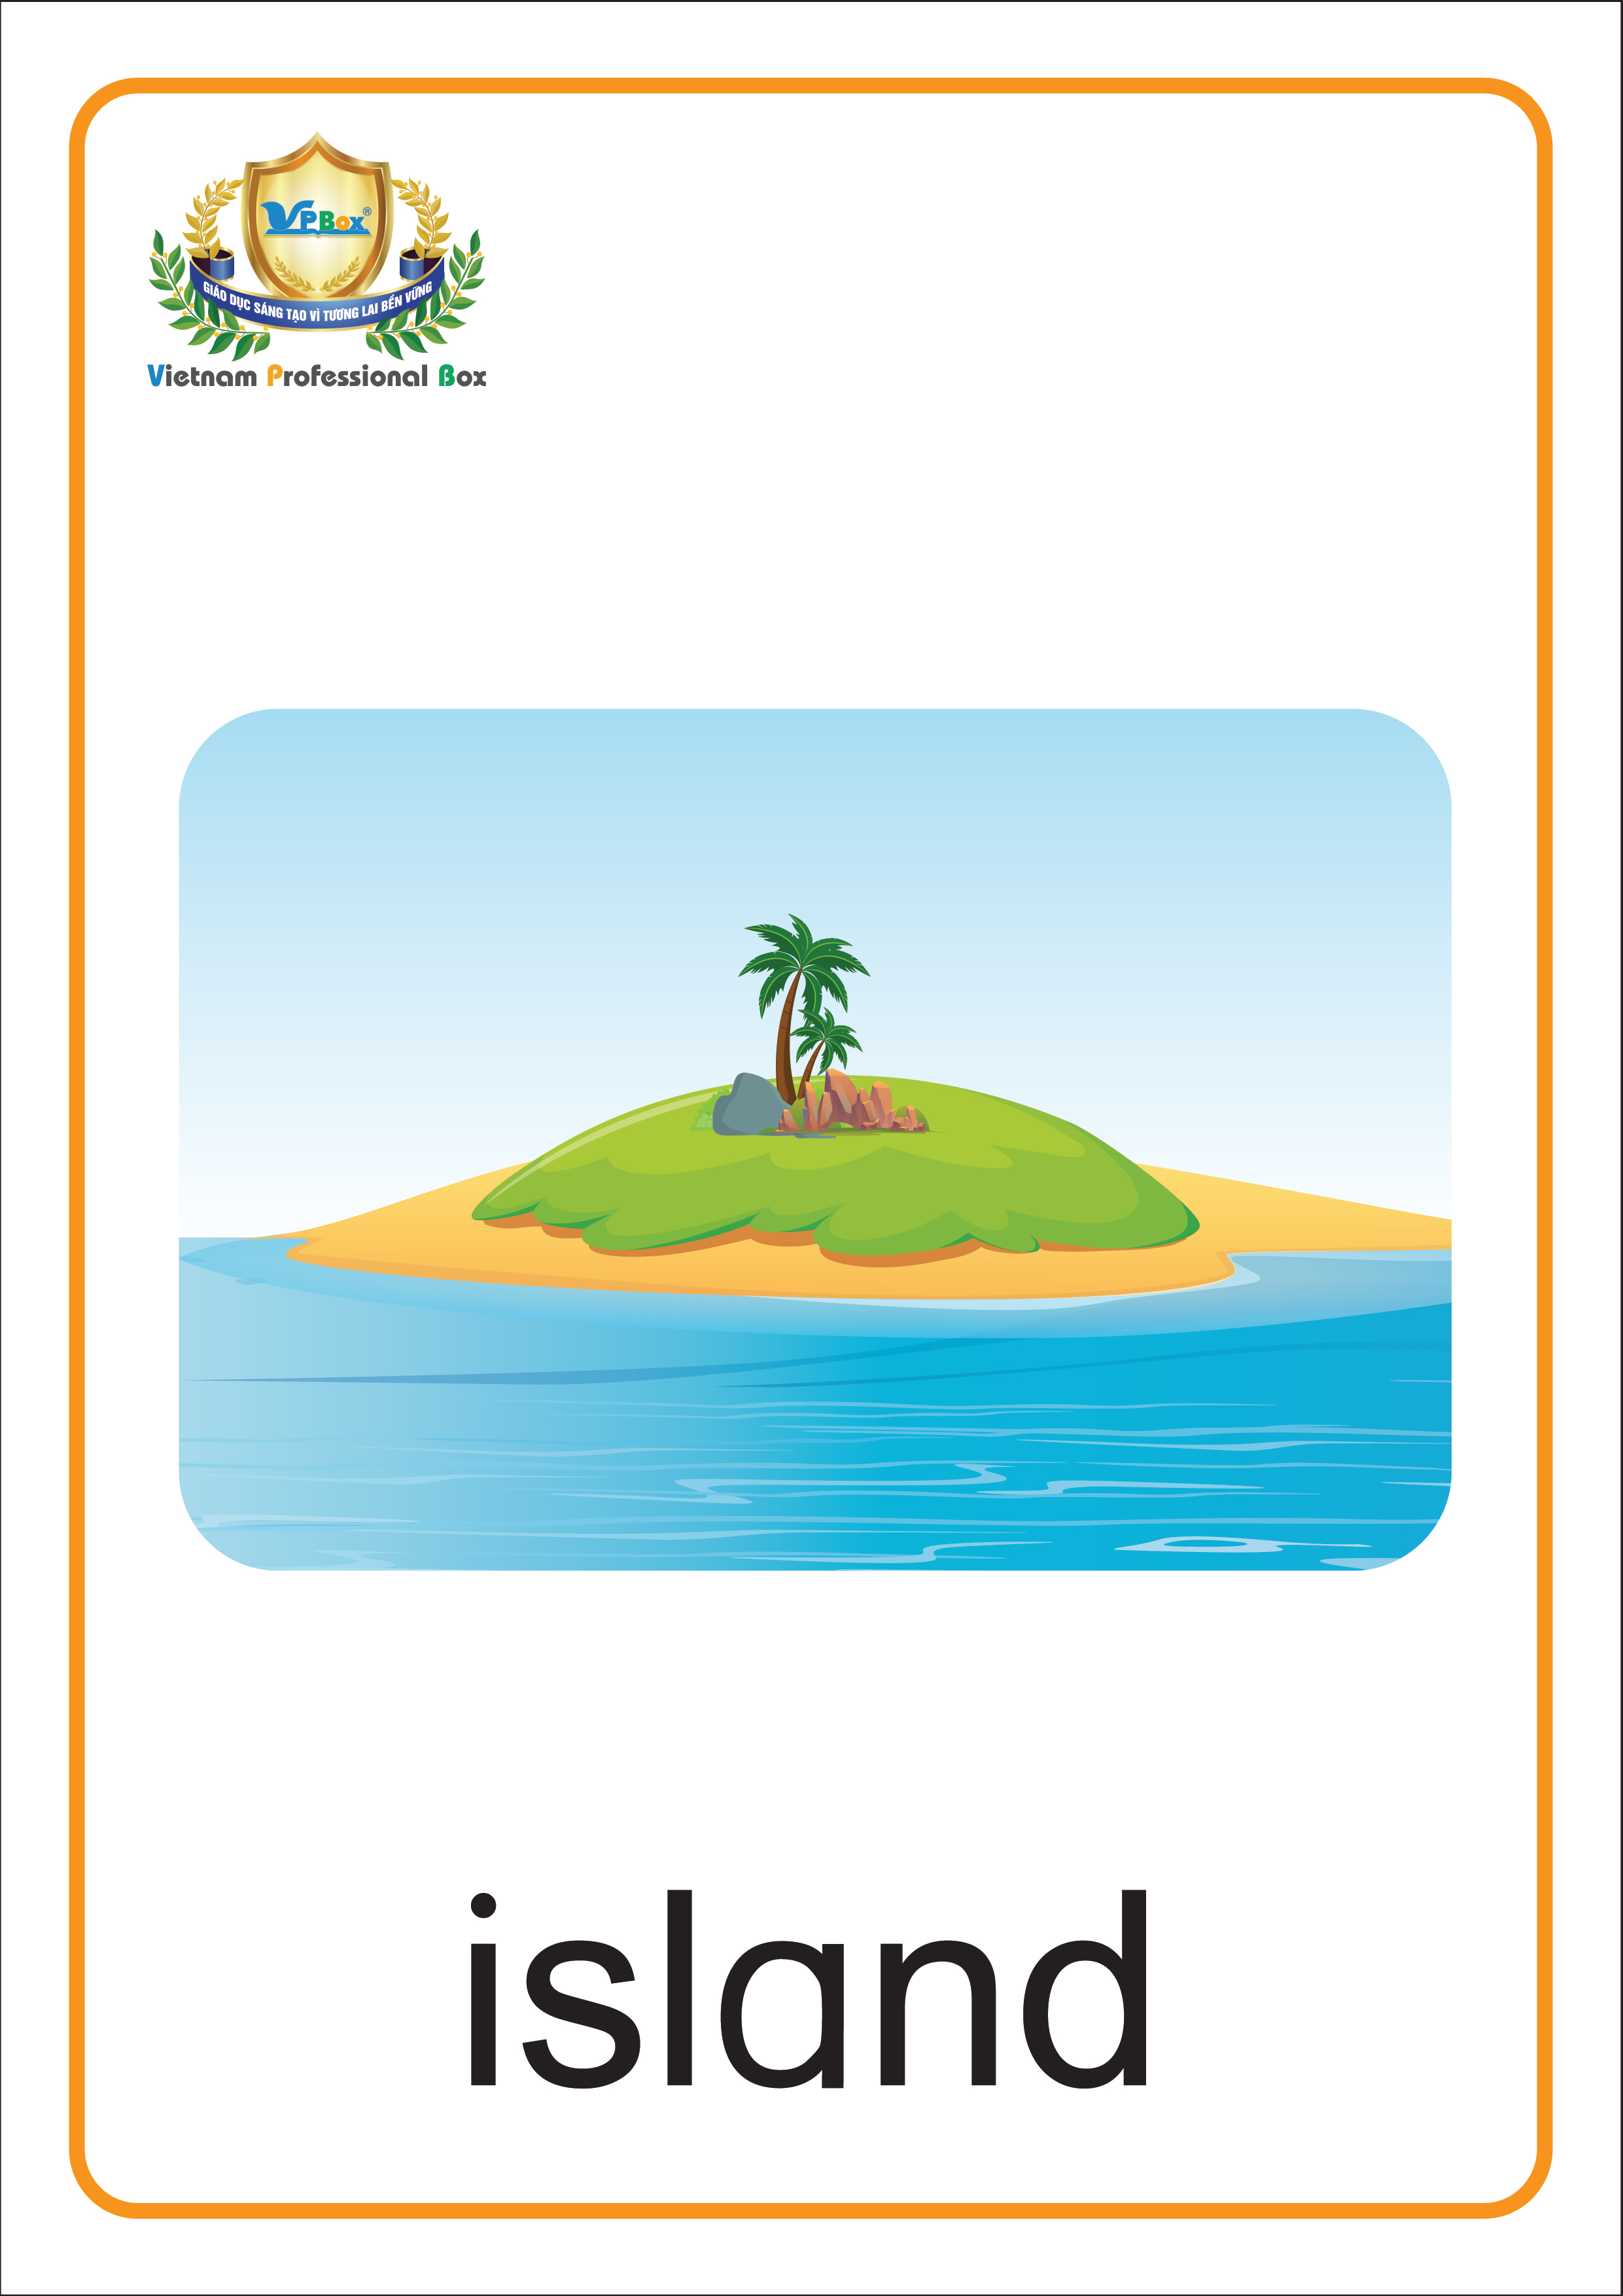 VPBox®
GIÁO DỤC SÁNG TẠO VÌ TƯƠNG LAI BỀN VỮNG
Vietnam Professional Box
island